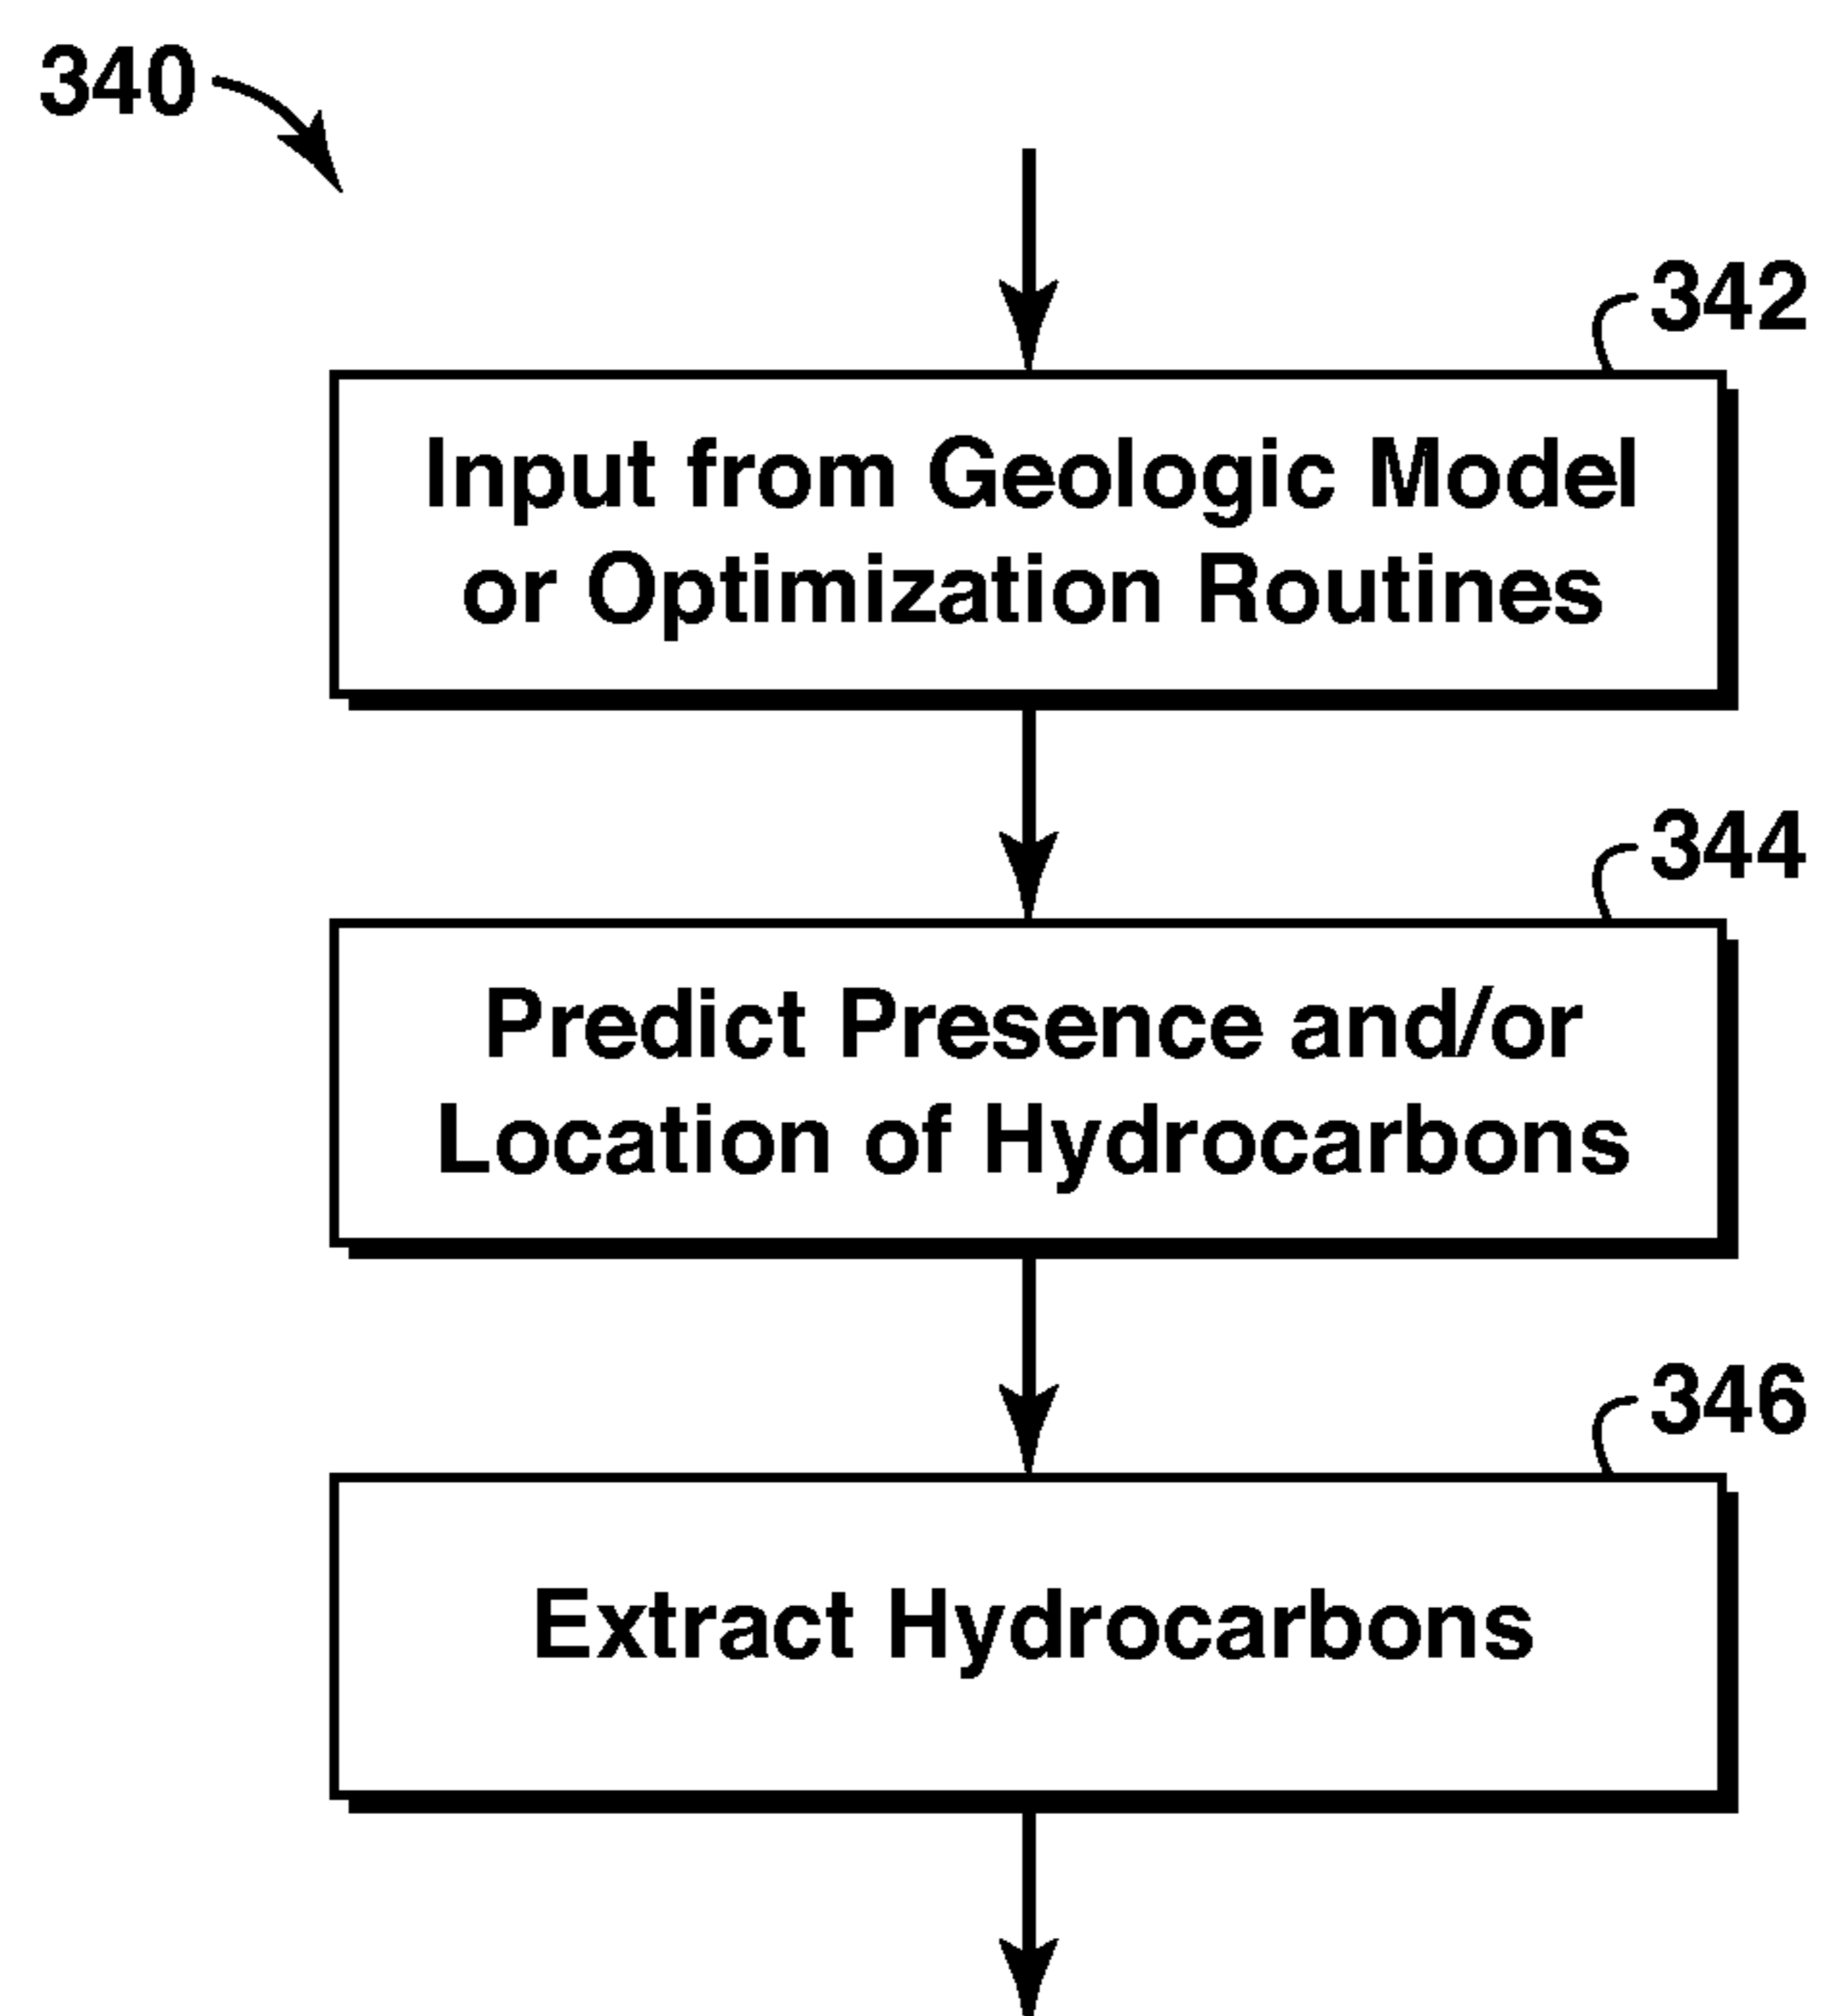 340
342
Input from Geologic Model
or Optimization Routines
344
Predict Presence and/or
Location of Hydrocarbons
346
Extract Hydrocarbons